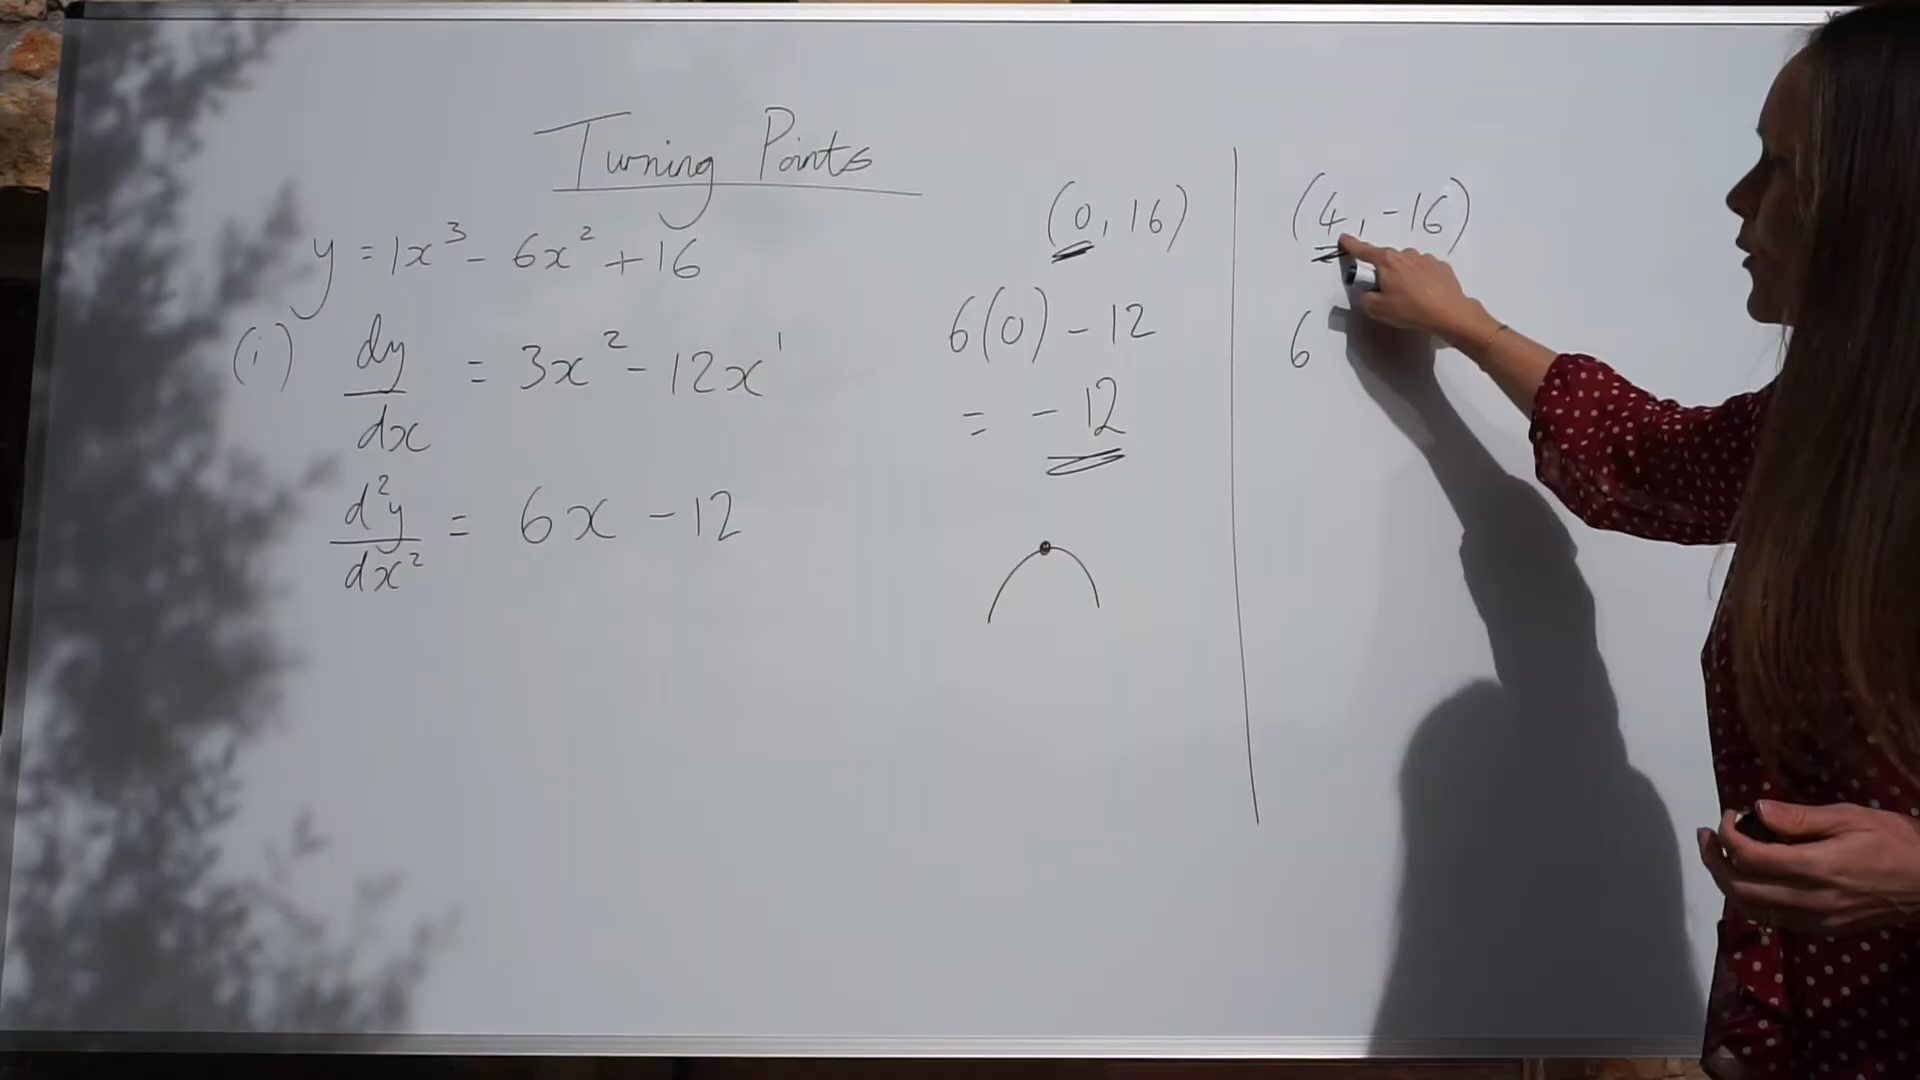 Turning Points
y = 1x³ - 6x² + 16
(i) dy/dx = 3x² - 12x¹
d²y/dx² = 6x - 12
(0, 16)
6(0) - 12
= - 12
(4, -16)
6